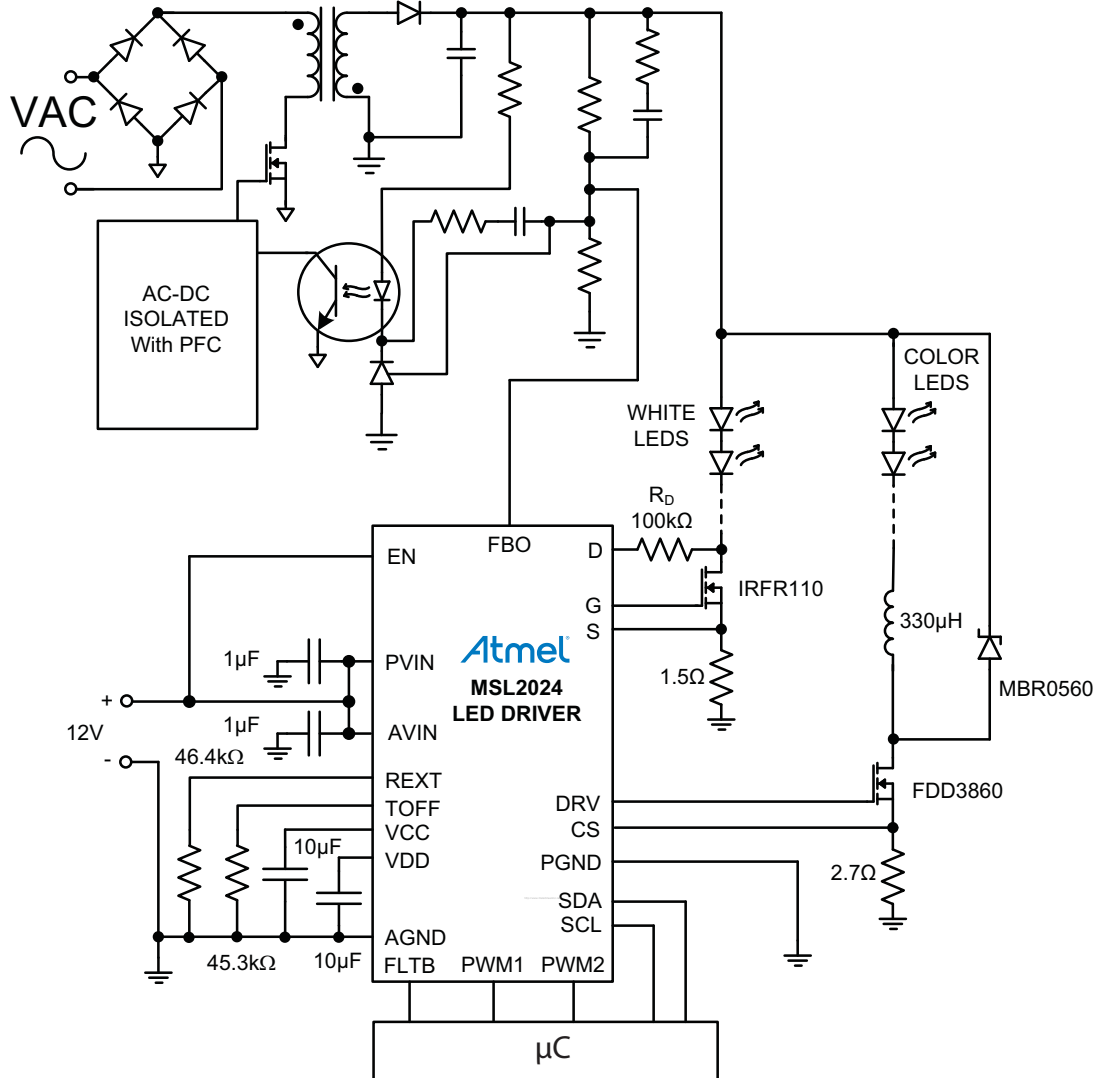 VAC
AC-DC
ISOLATED
With PFC
COLOR
LEDS
WHITE
LEDS
R_D
100kΩ
FBO
D
EN
IRFR110
G
S
330µH
1µF
PVIN
Atmel
1.5Ω
MSL2024
LED DRIVER
MBR0560
+
12V
-
1µF
AVIN
46.4kΩ
REXT
FDD3860
TOFF
DRV
VCC
CS
10µF
VDD
PGND
2.7Ω
SDA
SCL
AGND
45.3kΩ
10µF
FLTB
PWM1
PWM2
µC